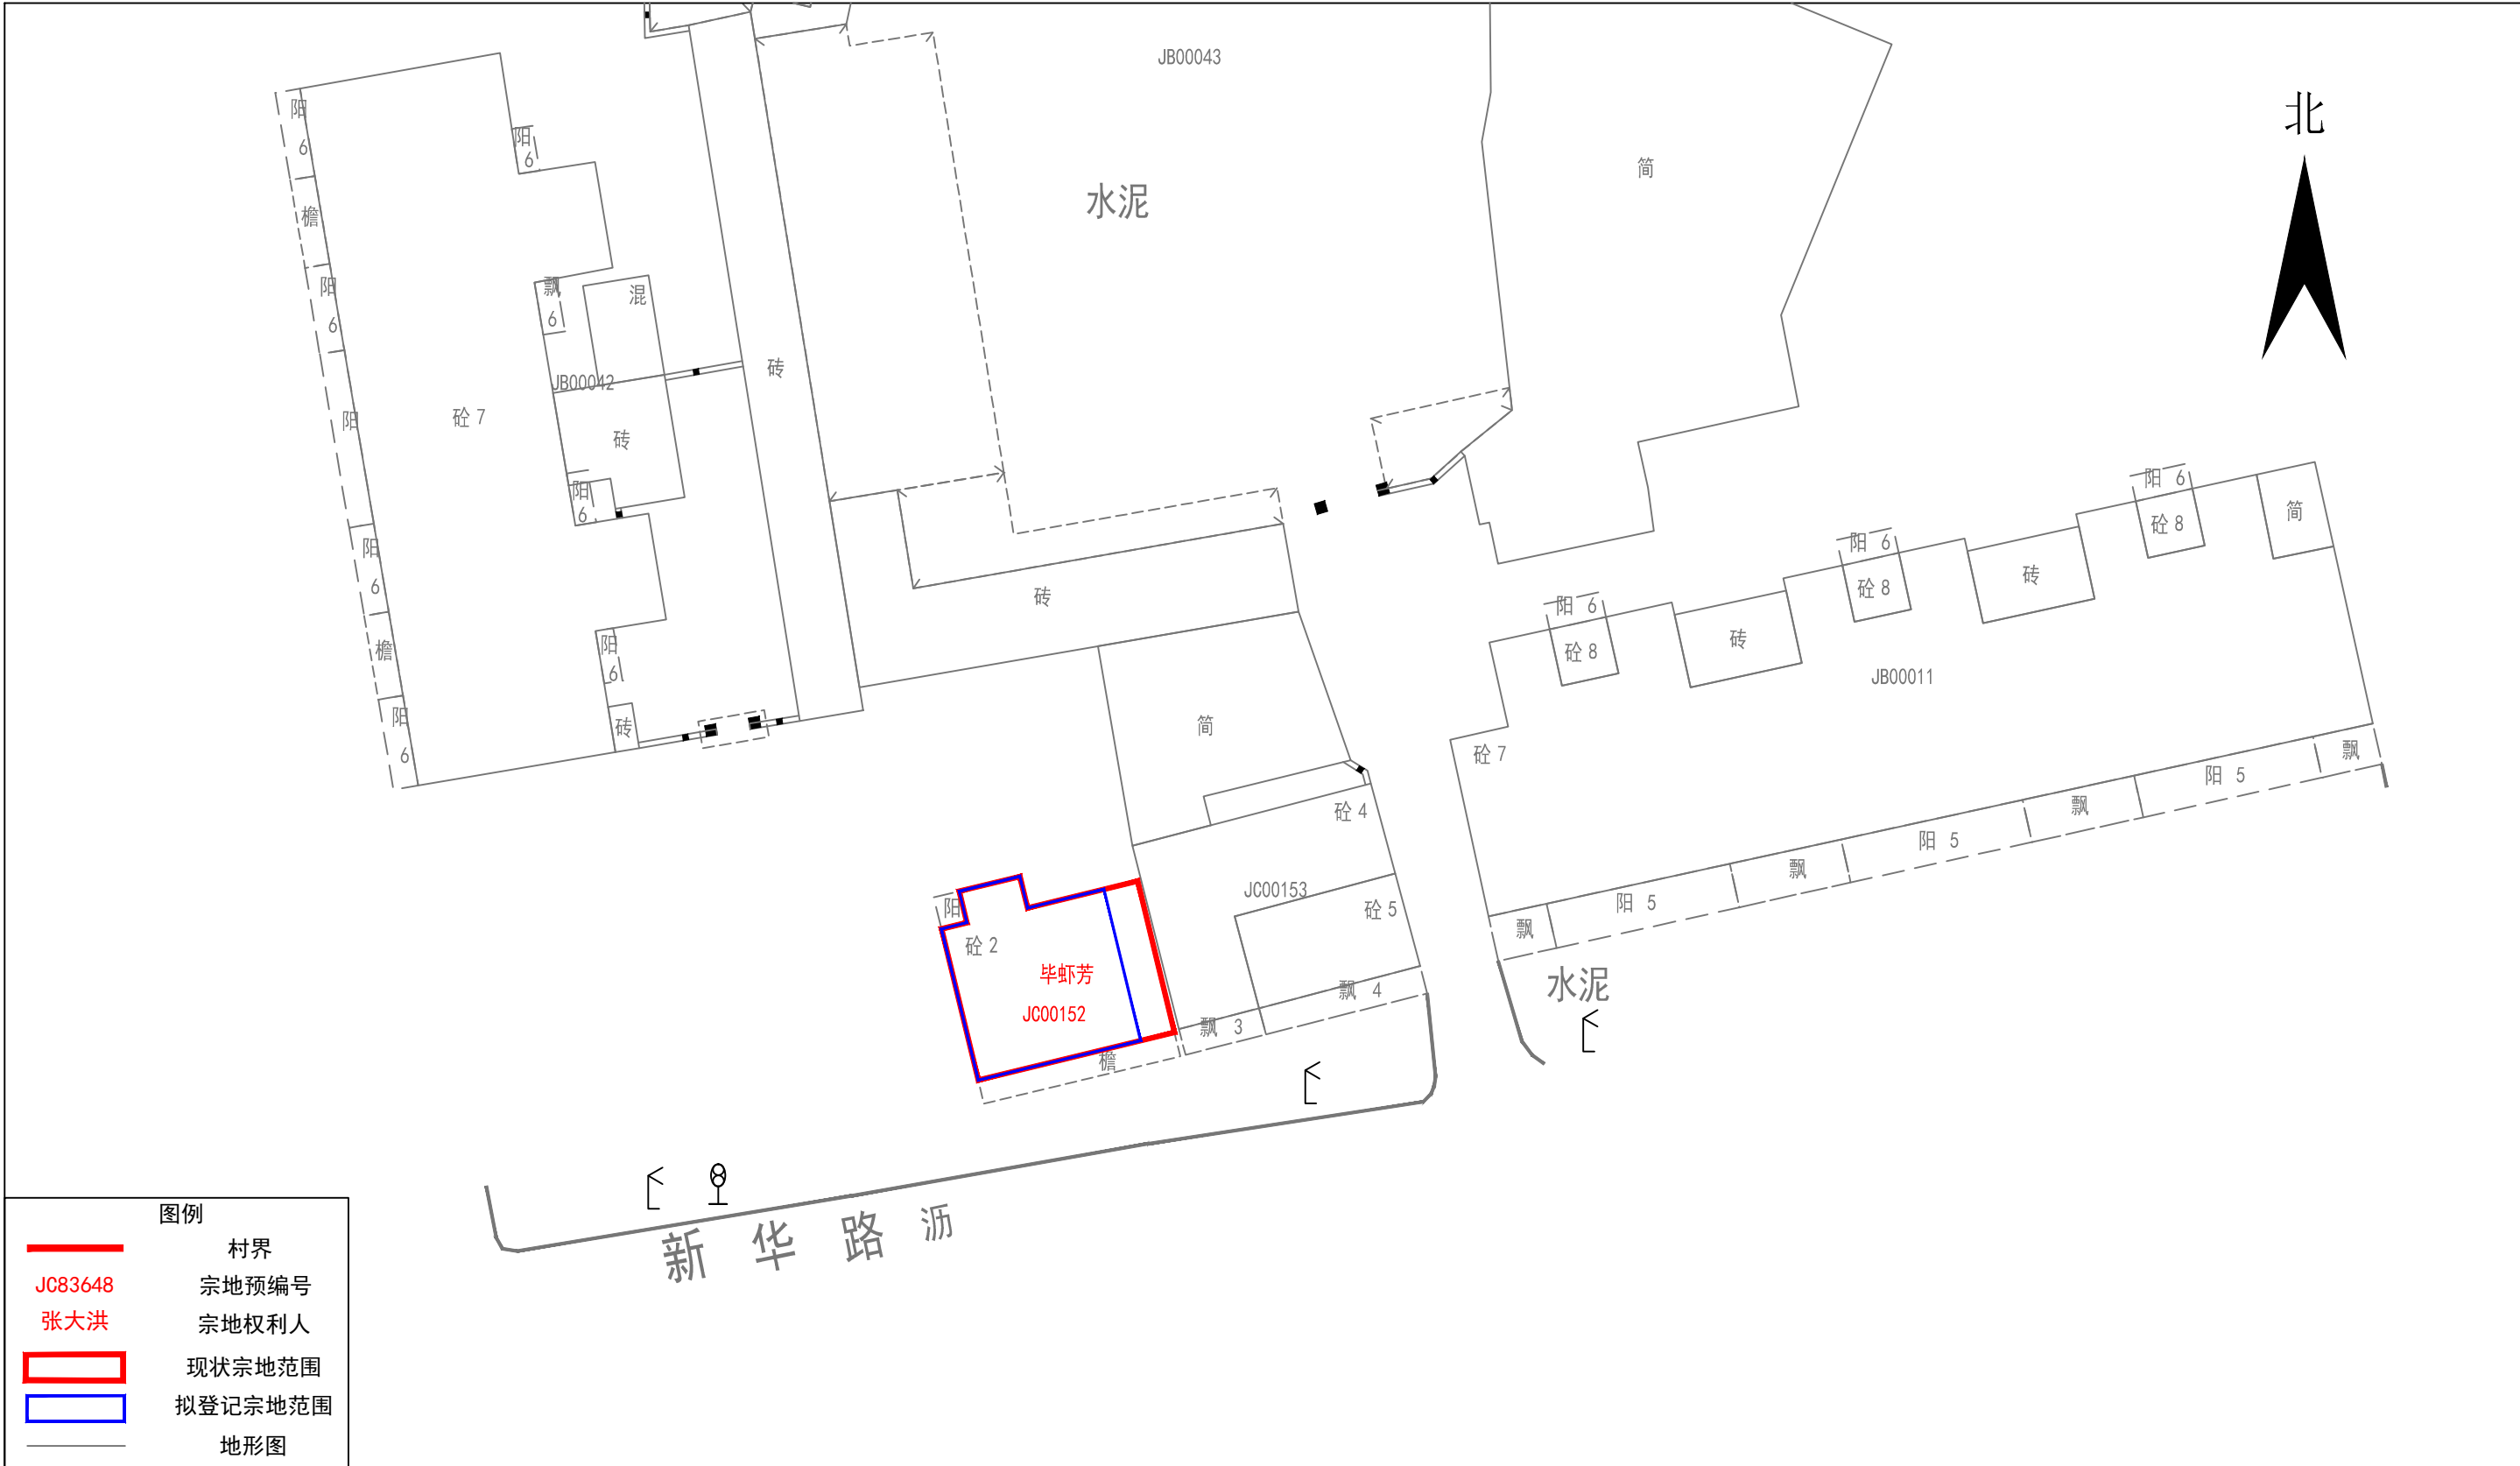 JB00043
北
阳
6
阳
6
简
檐
水泥
阳
6
飘
6
混
砖
JB00042
砼 7
阳
砖
阳
6
阳 6
砼 8
简
阳
6
阳 6
砼 8
砖
砖
阳 6
砼 8
砖
檐
阳
6
JB00011
阳
6
砖
简
砼 7
飘
阳 5
飘
砼 4
阳 5
飘
JC00153
阳 5
阳
砼 5
飘
砼 2
毕虾芳
水泥
飘 4
JC00152
飘 3
檐
新 华 路 沥
图例
村界
JC83648 宗地预编号
张大洪 宗地权利人
现状宗地范围
拟登记宗地范围
地形图